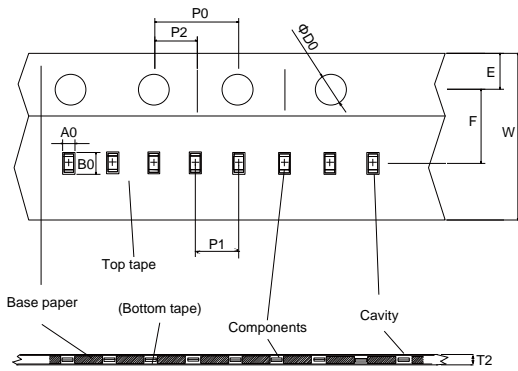 P0
P2
ΦD0
E
F
W
A0
B0
P1
Top tape
Base paper
(Bottom tape)
Components
Cavity
T2